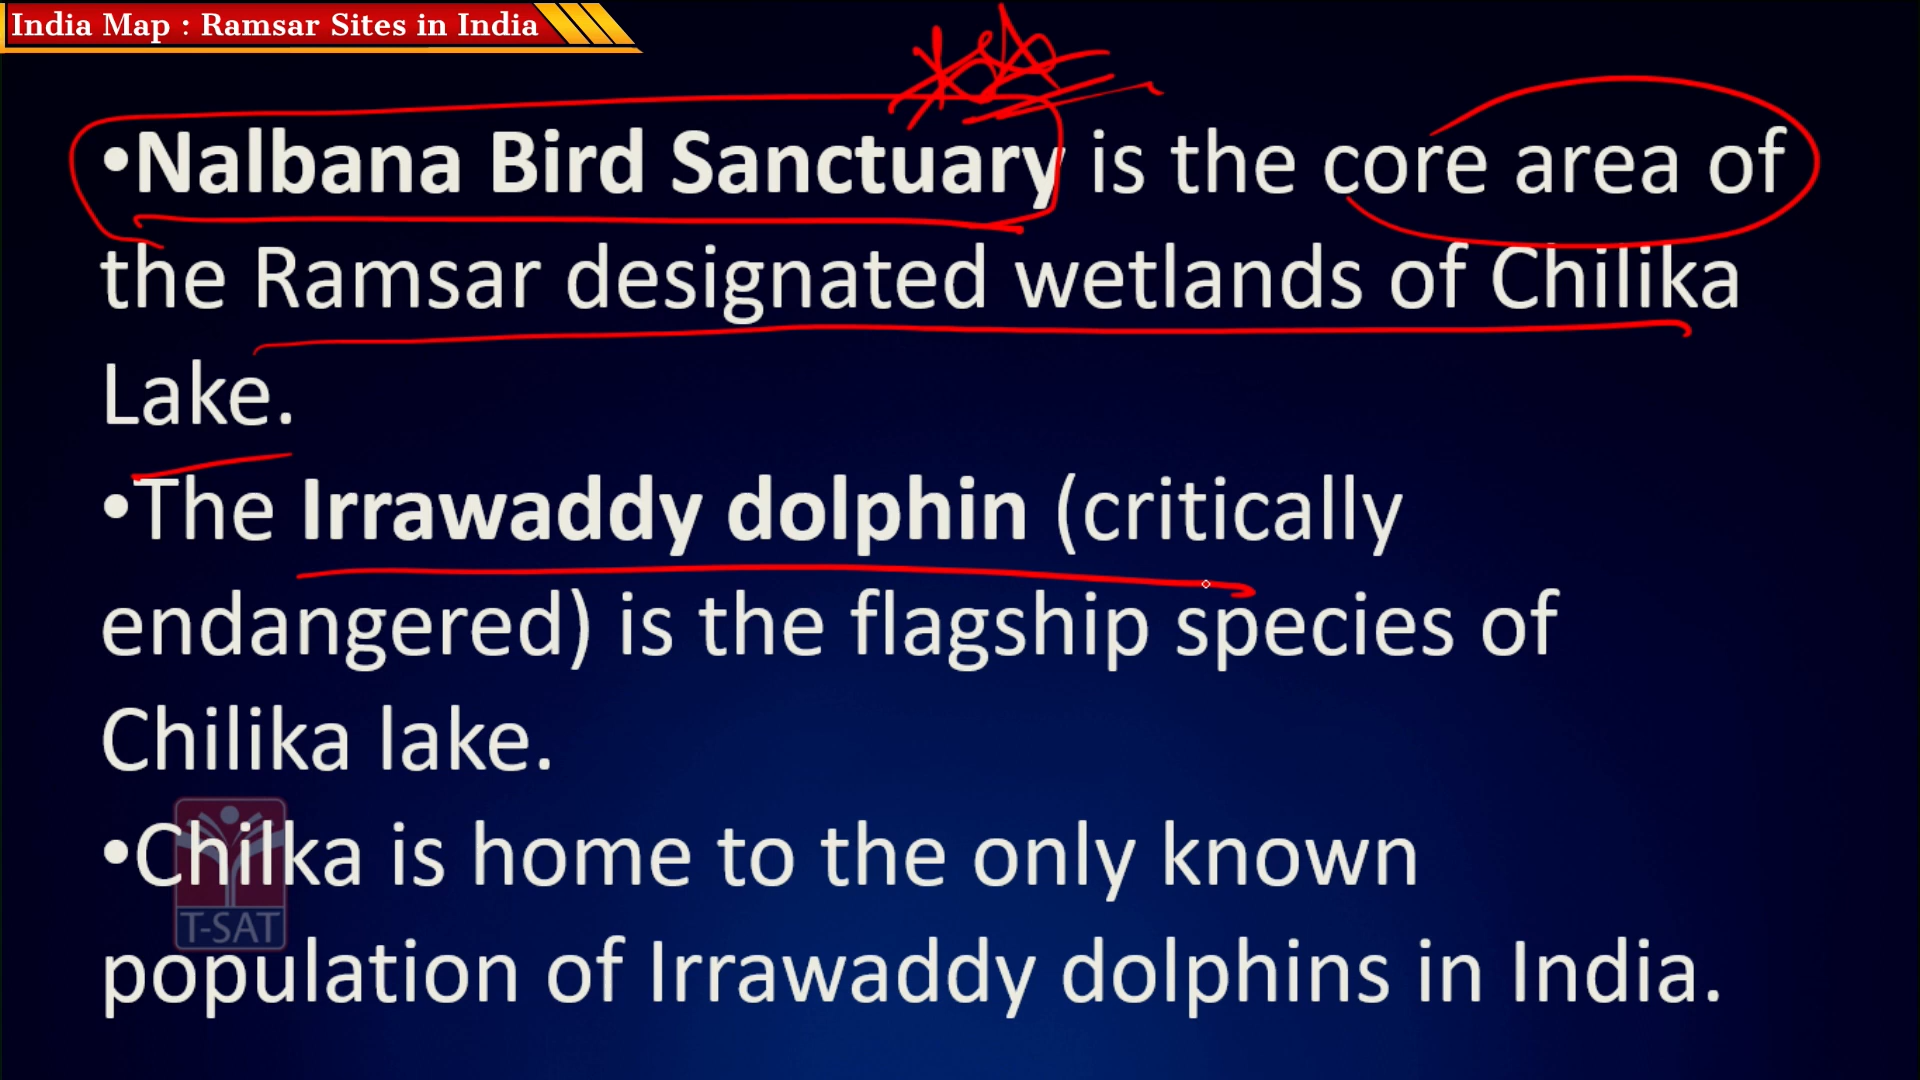 India Map : Ramsar Sites in India
•Nalbana Bird Sanctuary is the core area of
the Ramsar designated wetlands of Chilika
Lake.
•The Irrawaddy dolphin (critically
endangered) is the flagship species of
Chilika lake.
•Chilka is home to the only known
population of Irrawaddy dolphins in India.
T-SAT